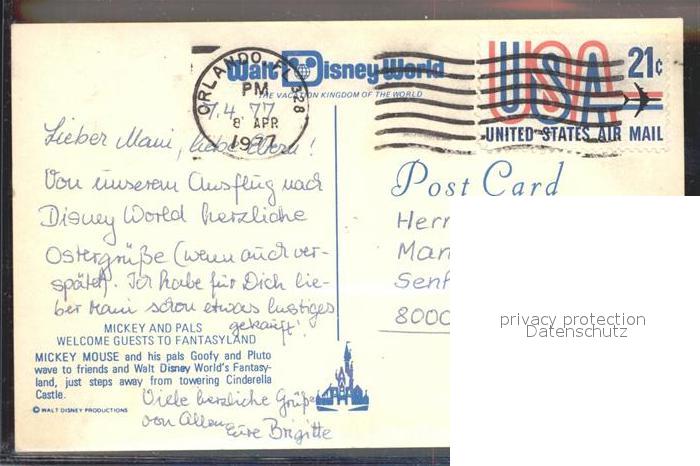 Walt Disney World
THE VACATION KINGDOM OF THE WORLD
ORLANDO, FL 328
PM
8 APR
1977
USA 21¢
UNITED STATES AIR MAIL
7.4.77
Lieber Mani, liebe Eltern!
Von unserem Ausflug nach
Disney World herzliche
Ostergrüße (wenn auch ver-
spätet). Ich habe für Dich lie-
ber Mani schon etwas lustiges
gekauft!
MICKEY AND PALS
WELCOME GUESTS TO FANTASYLAND
MICKEY MOUSE and his pals Goofy and Pluto
wave to friends and Walt Disney World's Fantasy-
land, just steps away from towering Cinderella
Castle.
© WALT DISNEY PRODUCTIONS
Viele herzliche Grüße
von Allen
Eure Brigitte
Post Card
Herr
Man
Senf
8000
privacy protection
Datenschutz